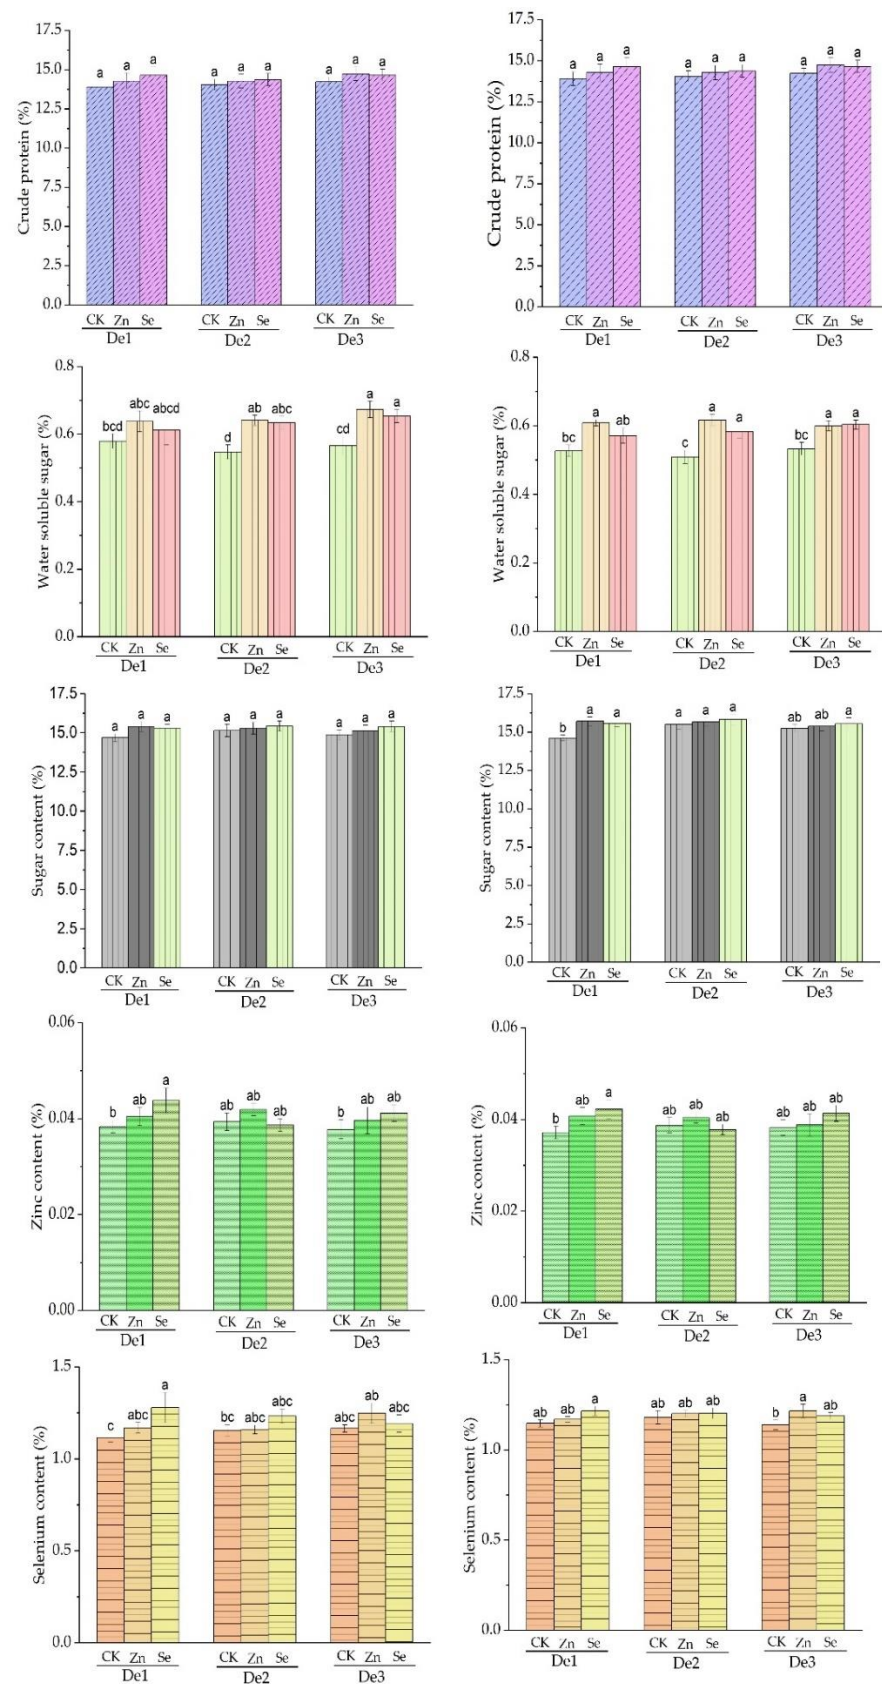 Crude protein (%)
17.5
15.0
12.5
10.0
7.5
5.0
2.5
0.0
a a a a a a a a a
CK Zn Se CK Zn Se CK Zn Se
De1 De2 De3
Crude protein (%)
17.5
15.0
12.5
10.0
7.5
5.0
2.5
0.0
a a a a a a a a a
CK Zn Se CK Zn Se CK Zn Se
De1 De2 De3
Water soluble sugar (%)
0.8
0.6
0.4
0.2
0.0
bcd abc abcd d ab abc cd a a
CK Zn Se CK Zn Se CK Zn Se
De1 De2 De3
Water soluble sugar (%)
0.8
0.6
0.4
0.2
0.0
bc a ab c a a bc a a
CK Zn Se CK Zn Se CK Zn Se
De1 De2 De3
Sugar content (%)
17.5
15.0
12.5
10.0
7.5
5.0
2.5
0.0
a a a a a a a a a
CK Zn Se CK Zn Se CK Zn Se
De1 De2 De3
Sugar content (%)
17.5
15.0
12.5
10.0
7.5
5.0
2.5
0.0
b a a a a a ab ab a
CK Zn Se CK Zn Se CK Zn Se
De1 De2 De3
Zinc content (%)
0.06
0.04
0.02
0.00
b ab a ab ab ab b ab ab
CK Zn Se CK Zn Se CK Zn Se
De1 De2 De3
Zinc content (%)
0.06
0.04
0.02
0.00
b ab a ab ab ab ab ab ab
CK Zn Se CK Zn Se CK Zn Se
De1 De2 De3
Selenium content (%)
1.5
1.0
0.5
0.0
c abc a bc abc abc abc ab abc
CK Zn Se CK Zn Se CK Zn Se
De1 De2 De3
Selenium content (%)
1.5
1.0
0.5
0.0
ab ab a ab ab ab b a ab
CK Zn Se CK Zn Se CK Zn Se
De1 De2 De3